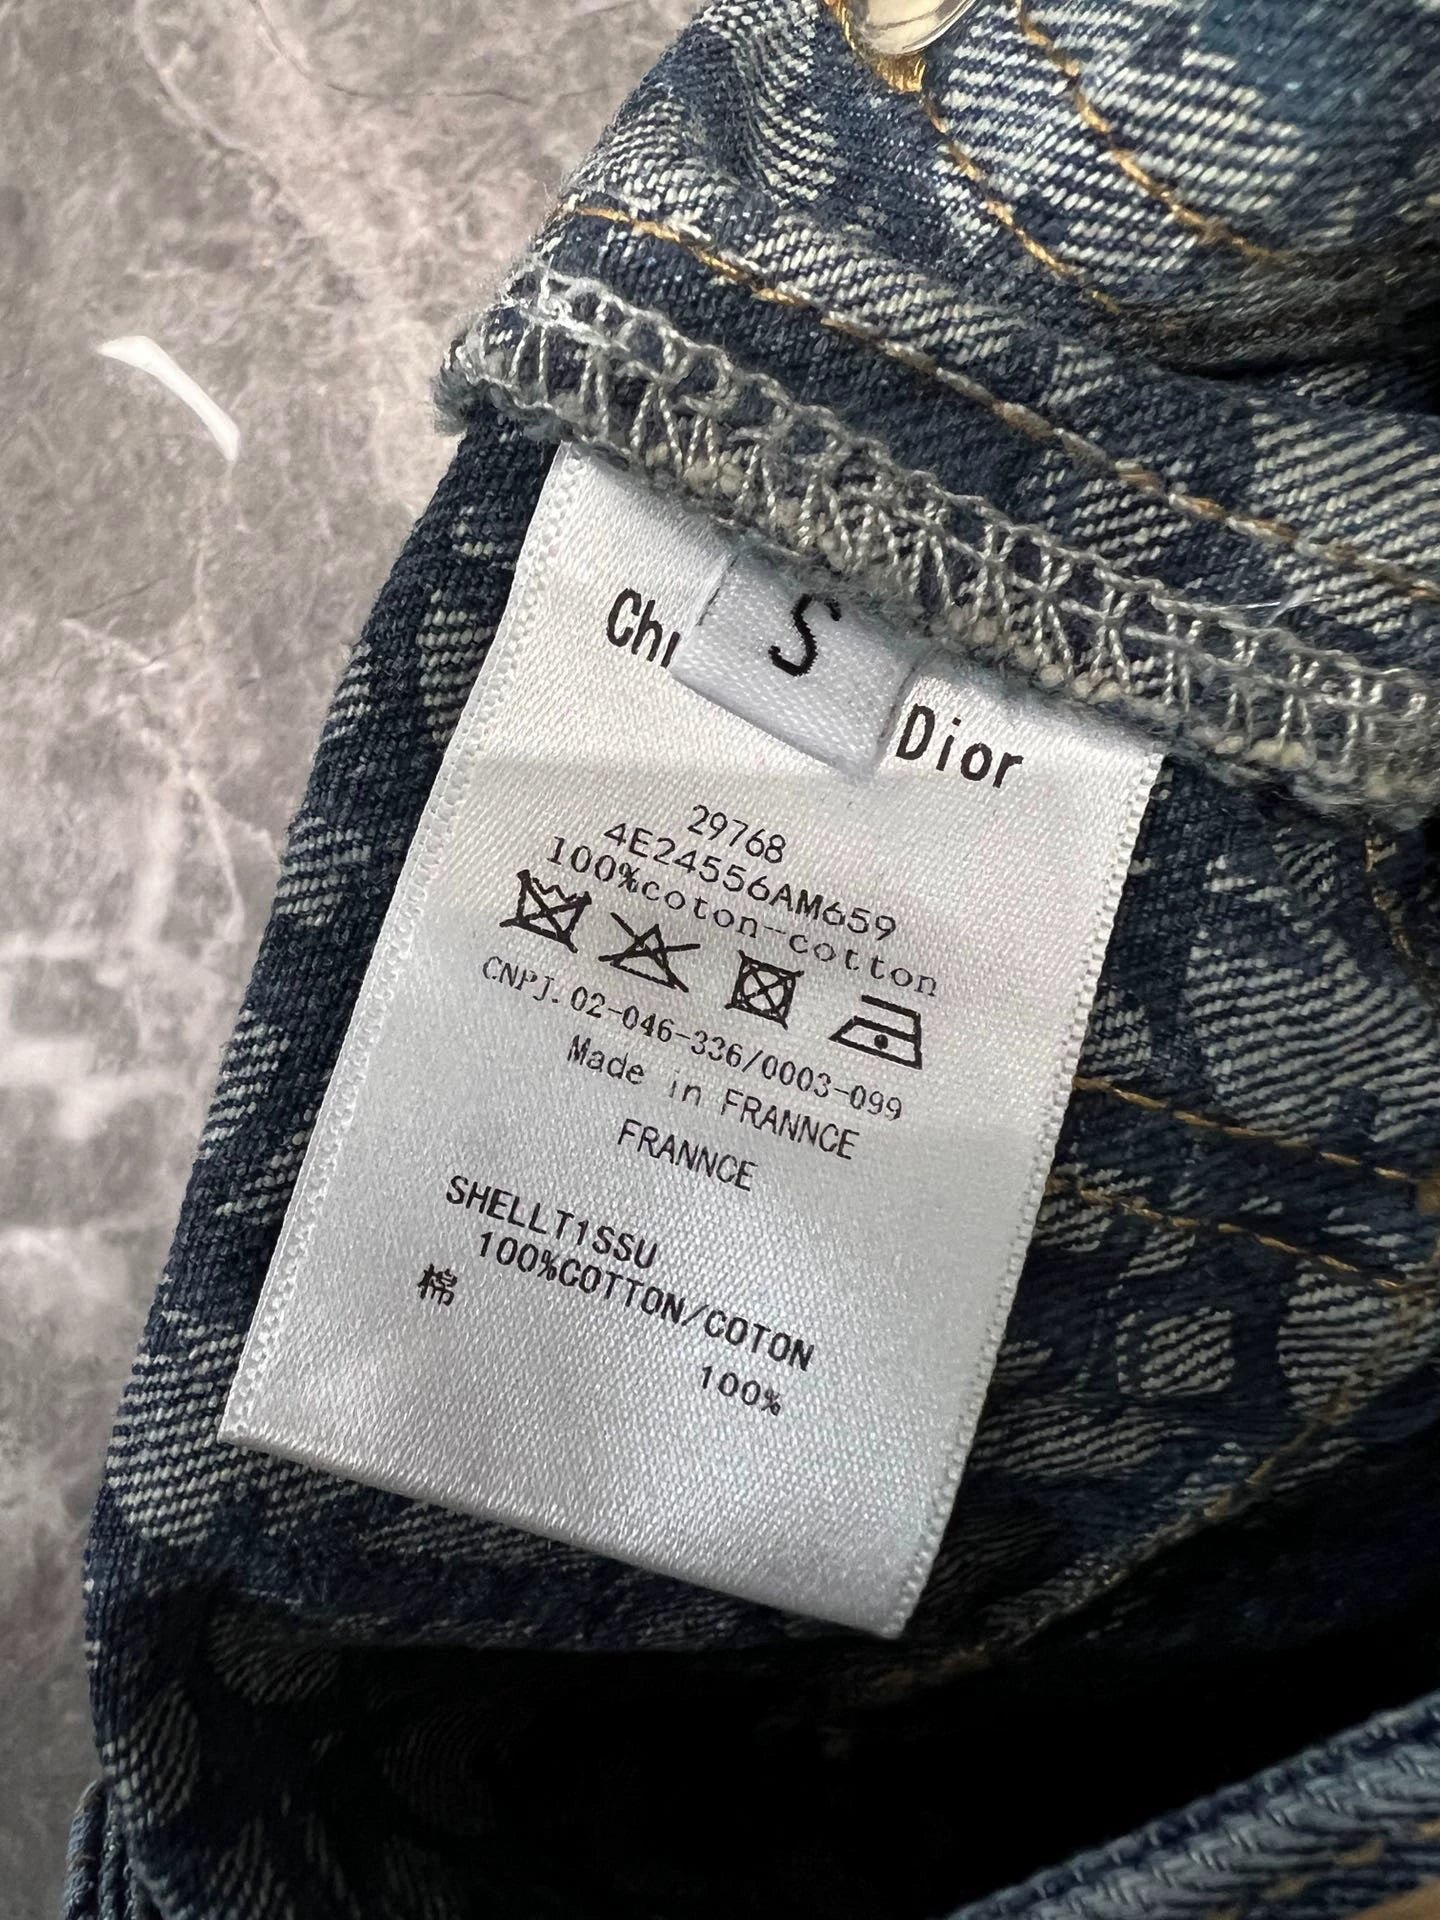 S
Chi Dior
29768
4E24556AM659
100%coton-cotton
CNPJ.02-046-336/0003-099
Made in FRANNCE
FRANNCE
SHELLT1SSU
100%COTTON/COTON
棉
100%